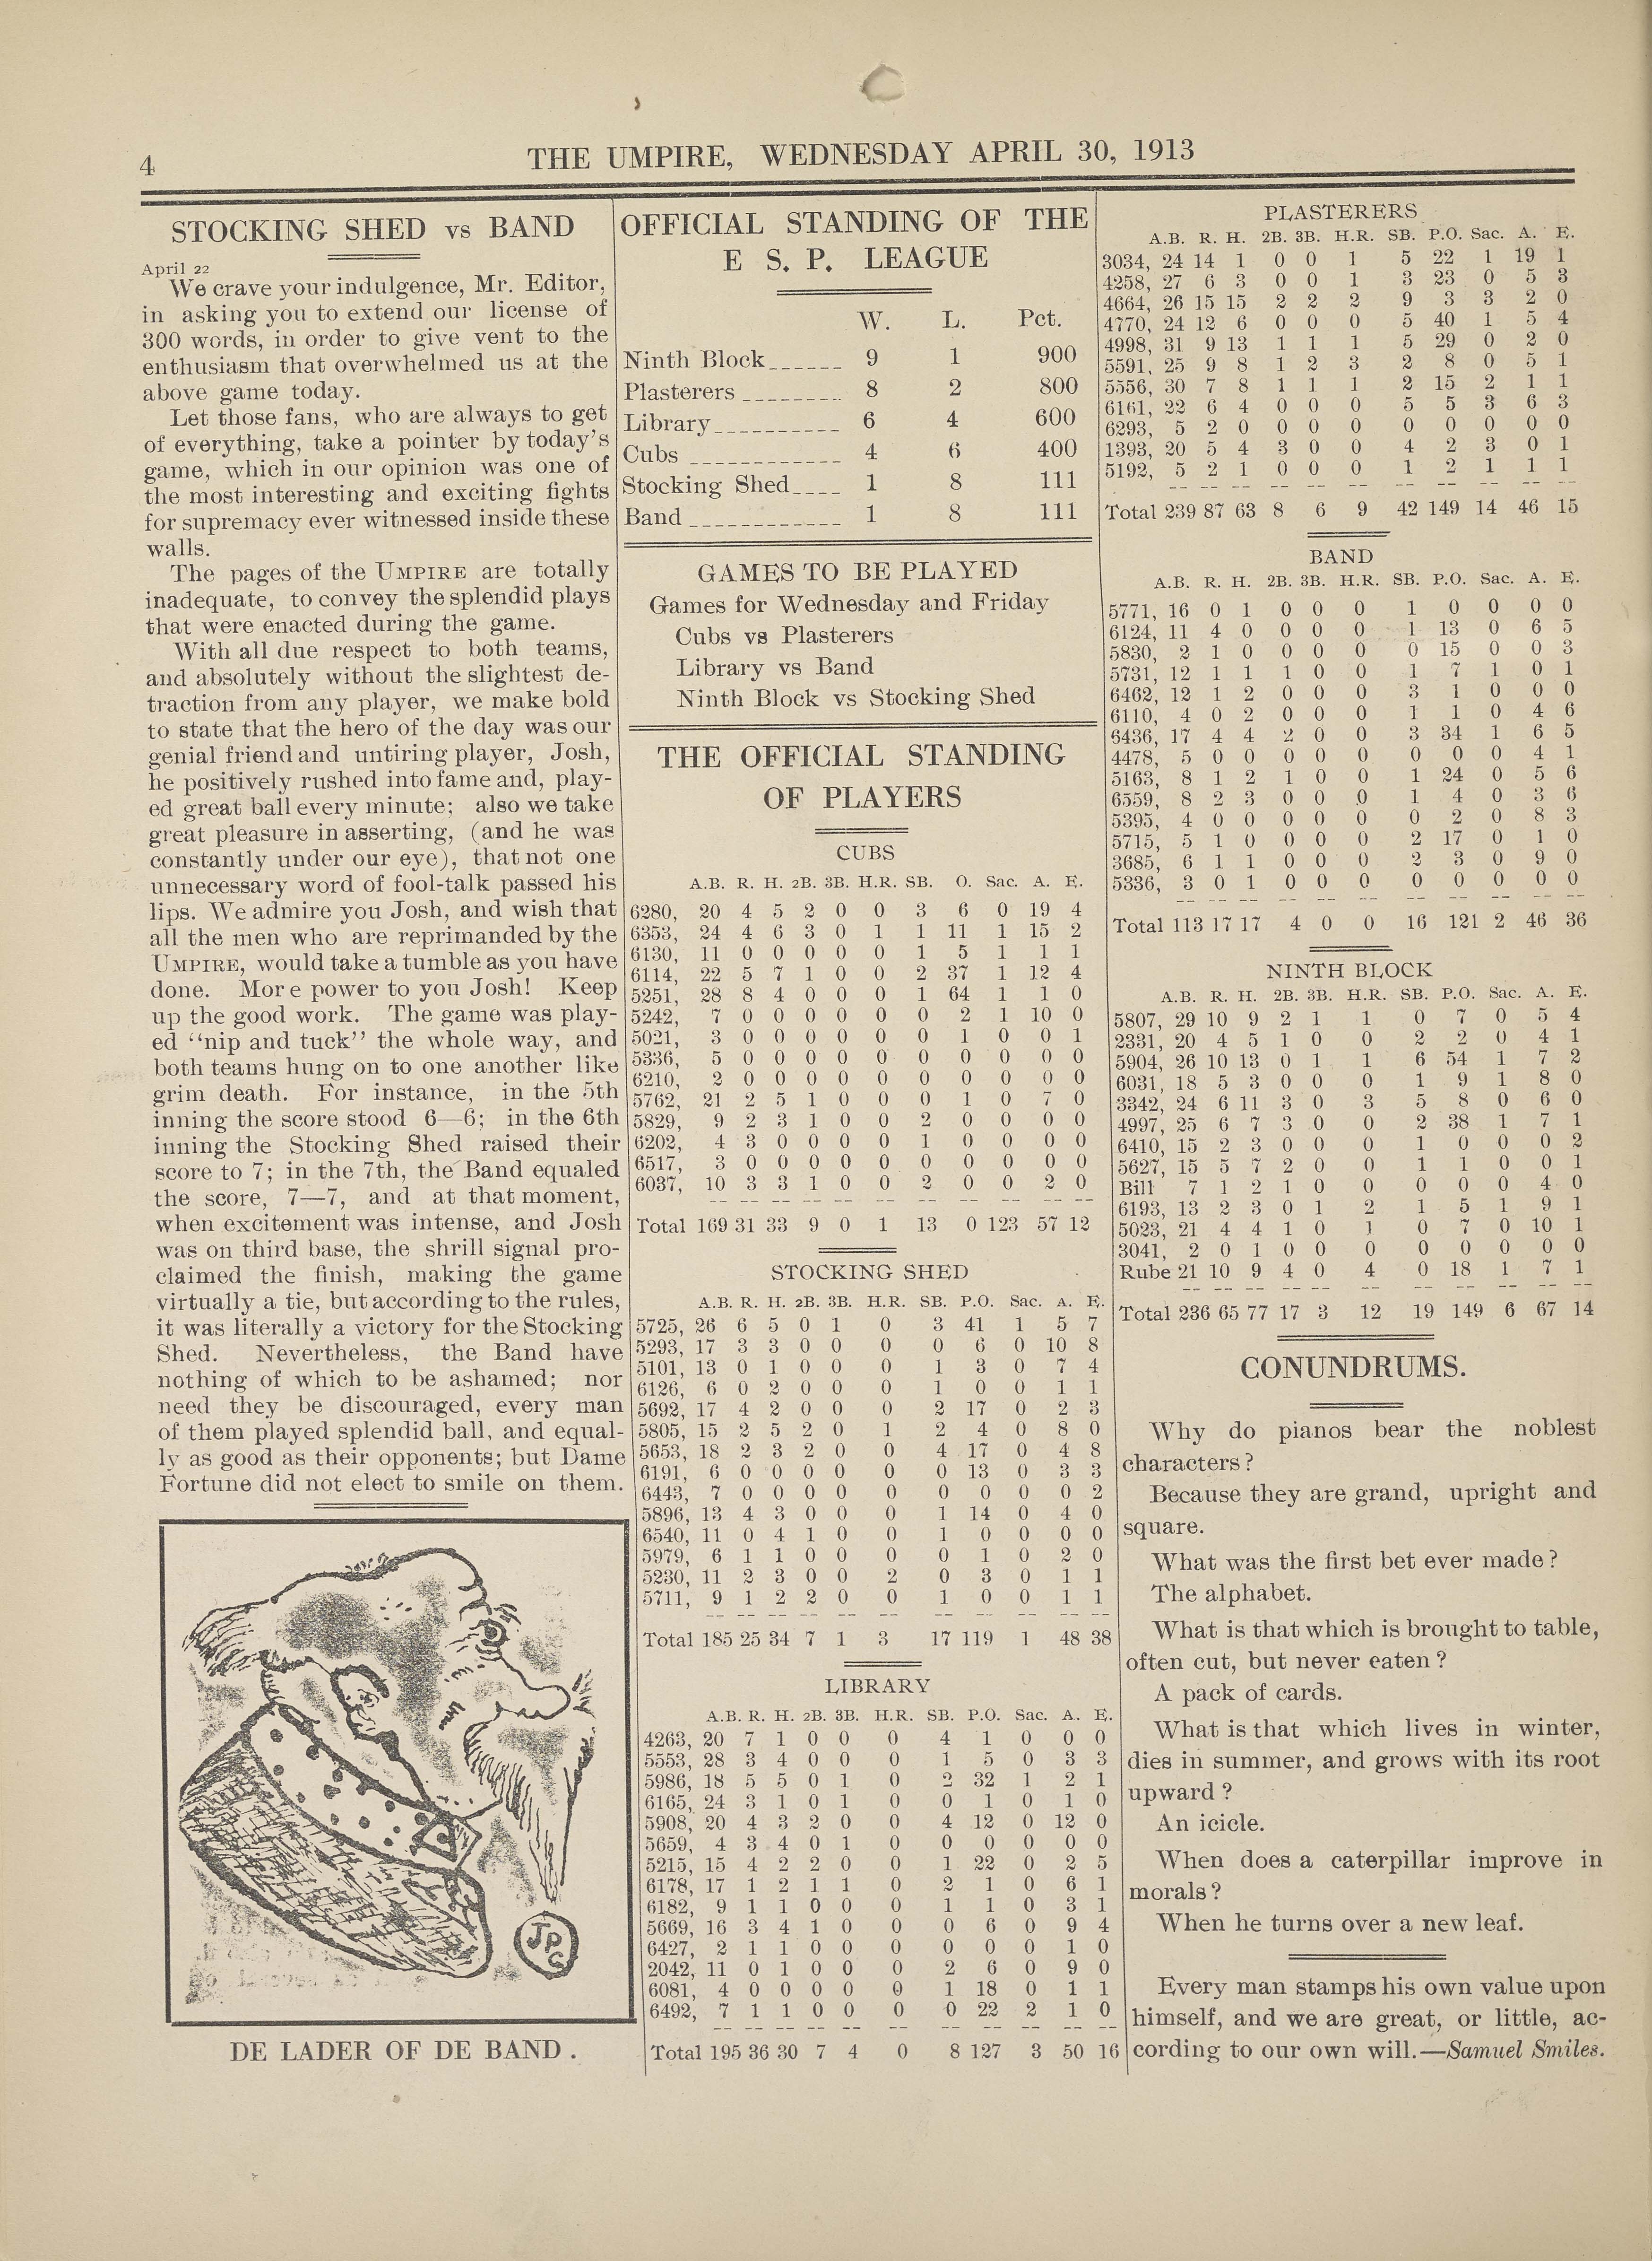 4
THE UMPIRE, WEDNESDAY APRIL 30, 1913
STOCKING SHED vs BAND
April 22
We crave your indulgence, Mr. Editor,
in asking you to extend our license of
300 words, in order to give vent to the
enthusiasm that overwhelmed us at the
above game today.
Let those fans, who are always to get
of everything, take a pointer by today's
game, which in our opinion was one of
the most interesting and exciting fights
for supremacy ever witnessed inside these
walls.
The pages of the UMPIRE are totally
inadequate, to convey the splendid plays
that were enacted during the game.
With all due respect to both teams,
and absolutely without the slightest de-
traction from any player, we make bold
to state that the hero of the day was our
genial friend and untiring player, Josh,
he positively rushed into fame and, play-
ed great ball every minute; also we take
great pleasure in asserting, (and he was
constantly under our eye), that not one
unnecessary word of fool-talk passed his
lips. We admire you Josh, and wish that
all the men who are reprimanded by the
UMPIRE, would take a tumble as you have
done. More power to you Josh! Keep
up the good work. The game was play-
ed "nip and tuck" the whole way, and
both teams hung on to one another like
grim death. For instance, in the 5th
inning the score stood 6—6; in the 6th
inning the Stocking Shed raised their
score to 7; in the 7th, the Band equaled
the score, 7—7, and at that moment,
when excitement was intense, and Josh
was on third base, the shrill signal pro-
claimed the finish, making the game
virtually a tie, but according to the rules,
it was literally a victory for the Stocking
Shed. Nevertheless, the Band have
nothing of which to be ashamed; nor
need they be discouraged, every man
of them played splendid ball, and equal-
ly as good as their opponents; but Dame
Fortune did not elect to smile on them.
JPG
DE LADER OF DE BAND.
OFFICIAL STANDING OF THE
E S. P. LEAGUE
W. L. Pct.
Ninth Block 9 1 900
Plasterers 8 2 800
Library 6 4 600
Cubs 4 6 400
Stocking Shed 1 8 111
Band 1 8 111
GAMES TO BE PLAYED
Games for Wednesday and Friday
Cubs vs Plasterers
Library vs Band
Ninth Block vs Stocking Shed
THE OFFICIAL STANDING
OF PLAYERS
CUBS
A.B. R. H. 2B. 3B. H.R. SB. O. Sac. A. E.
6280, 20 4 5 2 0 0 3 6 0 19 4
6353, 24 4 6 3 0 1 1 11 1 15 2
6130, 11 0 0 0 0 0 1 5 1 1 1
6114, 22 5 7 1 0 0 2 37 1 12 4
5251, 28 8 4 0 0 0 1 64 1 1 0
5242, 7 0 0 0 0 0 0 2 1 10 0
5021, 3 0 0 0 0 0 0 1 0 0 1
5336, 5 0 0 0 0 0 0 0 0 0 0
6210, 2 0 0 0 0 0 0 0 0 0 0
5762, 21 2 5 1 0 0 0 1 0 7 0
5829, 9 2 3 1 0 0 2 0 0 0 0
6202, 4 3 0 0 0 0 1 0 0 0 0
6517, 3 0 0 0 0 0 0 0 0 0 0
6037, 10 3 3 1 0 0 2 0 0 2 0
Total 169 31 33 9 0 1 13 0 123 57 12
STOCKING SHED
A.B. R. H. 2B. 3B. H.R. SB. P.O. Sac. A. E.
5725, 26 6 5 0 1 0 3 41 1 5 7
5293, 17 3 3 0 0 0 0 6 0 10 8
5101, 13 0 1 0 0 0 1 3 0 7 4
6126, 6 0 2 0 0 0 1 0 0 1 1
5692, 17 4 2 0 0 0 2 17 0 2 3
5805, 15 2 5 2 0 1 2 4 0 8 0
5653, 18 2 3 2 0 0 4 17 0 4 8
6191, 6 0 0 0 0 0 0 13 0 3 3
6443, 7 0 0 0 0 0 0 0 0 0 2
5896, 13 4 3 0 0 0 1 14 0 4 0
6540, 11 0 4 1 0 0 1 0 0 0 0
5979, 6 1 1 0 0 0 0 1 0 2 0
5230, 11 2 3 0 0 2 0 3 0 1 1
5711, 9 1 2 2 0 0 1 0 0 1 1
Total 185 25 34 7 1 3 17 119 1 48 38
LIBRARY
A.B. R. H. 2B. 3B. H.R. SB. P.O. Sac. A. E.
4263, 20 7 1 0 0 0 4 1 0 0 0
5553, 28 3 4 0 0 0 1 5 0 3 3
5986, 18 5 5 0 1 0 2 32 1 2 1
6165, 24 3 1 0 1 0 0 1 0 1 0
5908, 20 4 3 2 0 0 4 12 0 12 0
5659, 4 3 4 0 1 0 0 0 0 0 0
5215, 15 4 2 2 0 0 1 22 0 2 5
6178, 17 1 2 1 1 0 2 1 0 6 1
6182, 9 1 1 0 0 0 1 1 0 3 1
5669, 16 3 4 1 0 0 0 6 0 9 4
6427, 2 1 1 0 0 0 0 0 0 1 0
2042, 11 0 1 0 0 0 2 6 0 9 0
6081, 4 0 0 0 0 0 1 18 0 1 1
6492, 7 1 1 0 0 0 0 22 2 1 0
Total 195 36 30 7 4 0 8 127 3 50 16
PLASTERERS
A.B. R. H. 2B. 3B. H.R. SB. P.O. Sac. A. E.
3034, 24 14 1 0 0 1 5 22 1 19 1
4258, 27 6 3 0 0 1 3 23 0 5 3
4664, 26 15 15 2 2 2 9 3 3 2 0
4770, 24 12 6 0 0 0 5 40 1 5 4
4998, 31 9 13 1 1 1 5 29 0 2 0
5591, 25 9 8 1 2 3 2 8 0 5 1
5556, 30 7 8 1 1 1 2 15 2 1 1
6161, 22 6 4 0 0 0 5 5 3 6 3
6293, 5 2 0 0 0 0 0 0 0 0 0
1393, 20 5 4 3 0 0 4 2 3 0 1
5192, 5 2 1 0 0 0 1 2 1 1 1
Total 239 87 63 8 6 9 42 149 14 46 15
BAND
A.B. R. H. 2B. 3B. H.R. SB. P.O. Sac. A. E.
5771, 16 0 1 0 0 0 1 0 0 0 0
6124, 11 4 0 0 0 0 1 13 0 6 5
5830, 2 1 0 0 0 0 0 15 0 0 3
5731, 12 1 1 1 0 0 1 7 1 0 1
6462, 12 1 2 0 0 0 3 1 0 0 0
6110, 4 0 2 0 0 0 1 1 0 4 6
6436, 17 4 4 2 0 0 3 34 1 6 5
4478, 5 0 0 0 0 0 0 0 0 4 1
5163, 8 1 2 1 0 0 1 24 0 5 6
6559, 8 2 3 0 0 0 1 4 0 3 6
5395, 4 0 0 0 0 0 0 2 0 8 3
5715, 5 1 0 0 0 0 2 17 0 1 0
3685, 6 1 1 0 0 0 2 3 0 9 0
5336, 3 0 1 0 0 0 0 0 0 0 0
Total 113 17 17 4 0 0 16 121 2 46 36
NINTH BLOCK
A.B. R. H. 2B. 3B. H.R. SB. P.O. Sac. A. E.
5807, 29 10 9 2 1 1 0 7 0 5 4
2331, 20 4 5 1 0 0 2 2 0 4 1
5904, 26 10 13 0 1 1 6 54 1 7 2
6031, 18 5 3 0 0 0 1 9 1 8 0
3342, 24 6 11 3 0 3 5 8 0 6 0
4997, 25 6 7 3 0 0 2 38 1 7 1
6410, 15 2 3 0 0 0 1 0 0 0 2
5627, 15 5 7 2 0 0 1 1 0 0 1
Bill 7 1 2 1 0 0 0 0 0 4 0
6193, 13 2 3 0 1 2 1 5 1 9 1
5023, 21 4 4 1 0 1 0 7 0 10 1
3041, 2 0 1 0 0 0 0 0 0 0 0
Rube 21 10 9 4 0 4 0 18 1 7 1
Total 236 65 77 17 3 12 19 149 6 67 14
CONUNDRUMS.
Why do pianos bear the noblest
characters?
Because they are grand, upright and
square.
What was the first bet ever made?
The alphabet.
What is that which is brought to table,
often cut, but never eaten?
A pack of cards.
What is that which lives in winter,
dies in summer, and grows with its root
upward?
An icicle.
When does a caterpillar improve in
morals?
When he turns over a new leaf.
Every man stamps his own value upon
himself, and we are great, or little, ac-
cording to our own will.—Samuel Smiles.